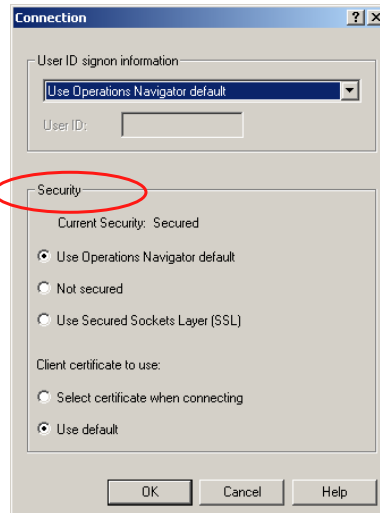 Connection
User ID signon information
Use Operations Navigator default
User ID:
Security
Current Security: Secured
Use Operations Navigator default
Not secured
Use Secured Sockets Layer (SSL)
Client certificate to use:
Select certificate when connecting
Use default
OK Cancel Help